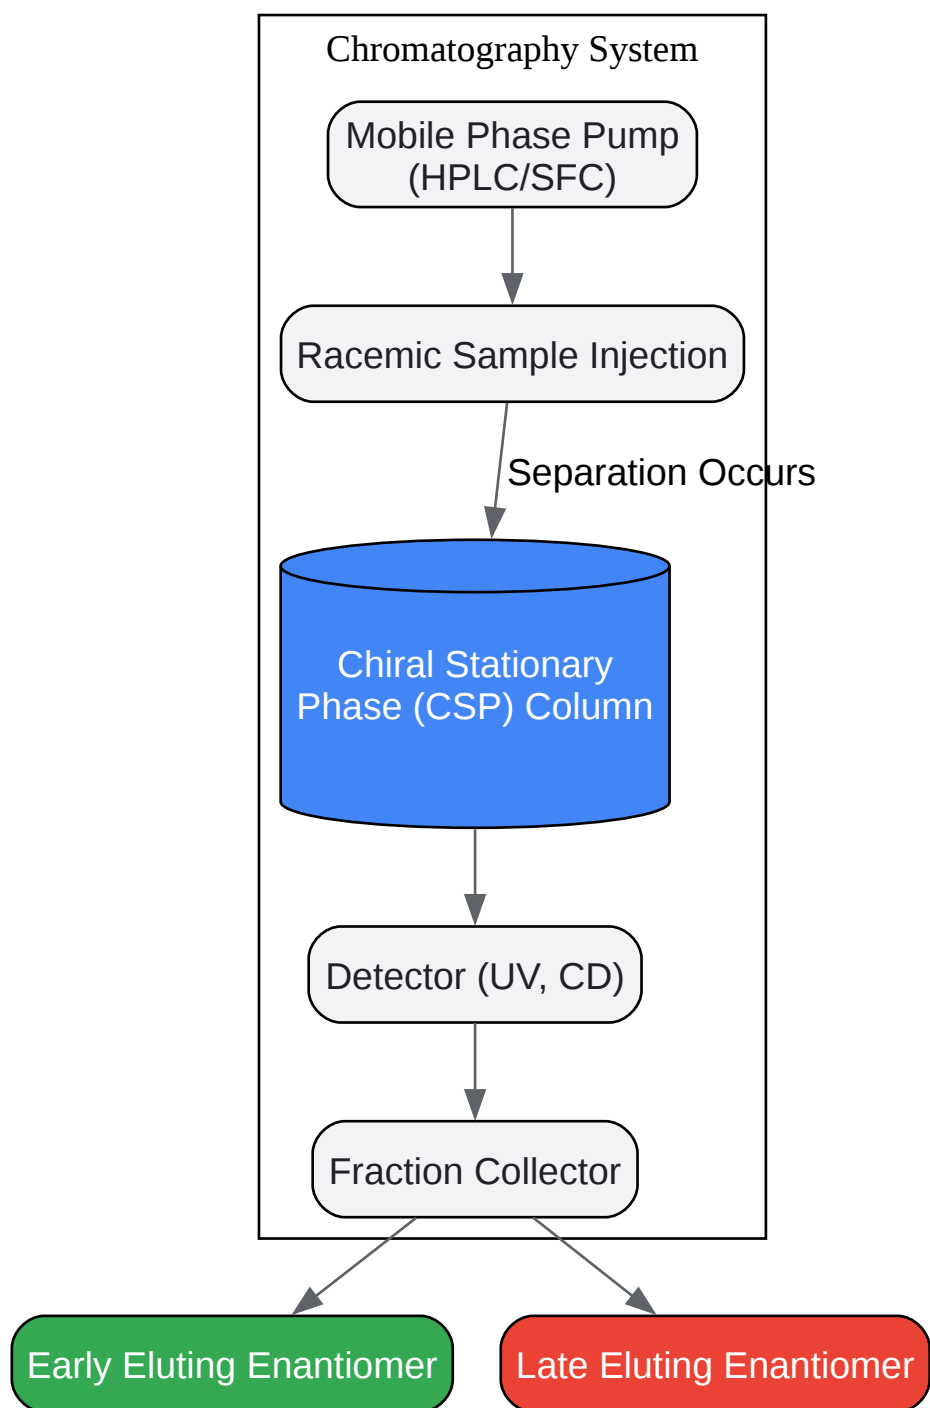 Chromatography System
Mobile Phase Pump
(HPLC/SFC)
Racemic Sample Injection
Separation Occurs
Chiral Stationary
Phase (CSP) Column
Detector (UV, CD)
Fraction Collector
Early Eluting Enantiomer
Late Eluting Enantiomer